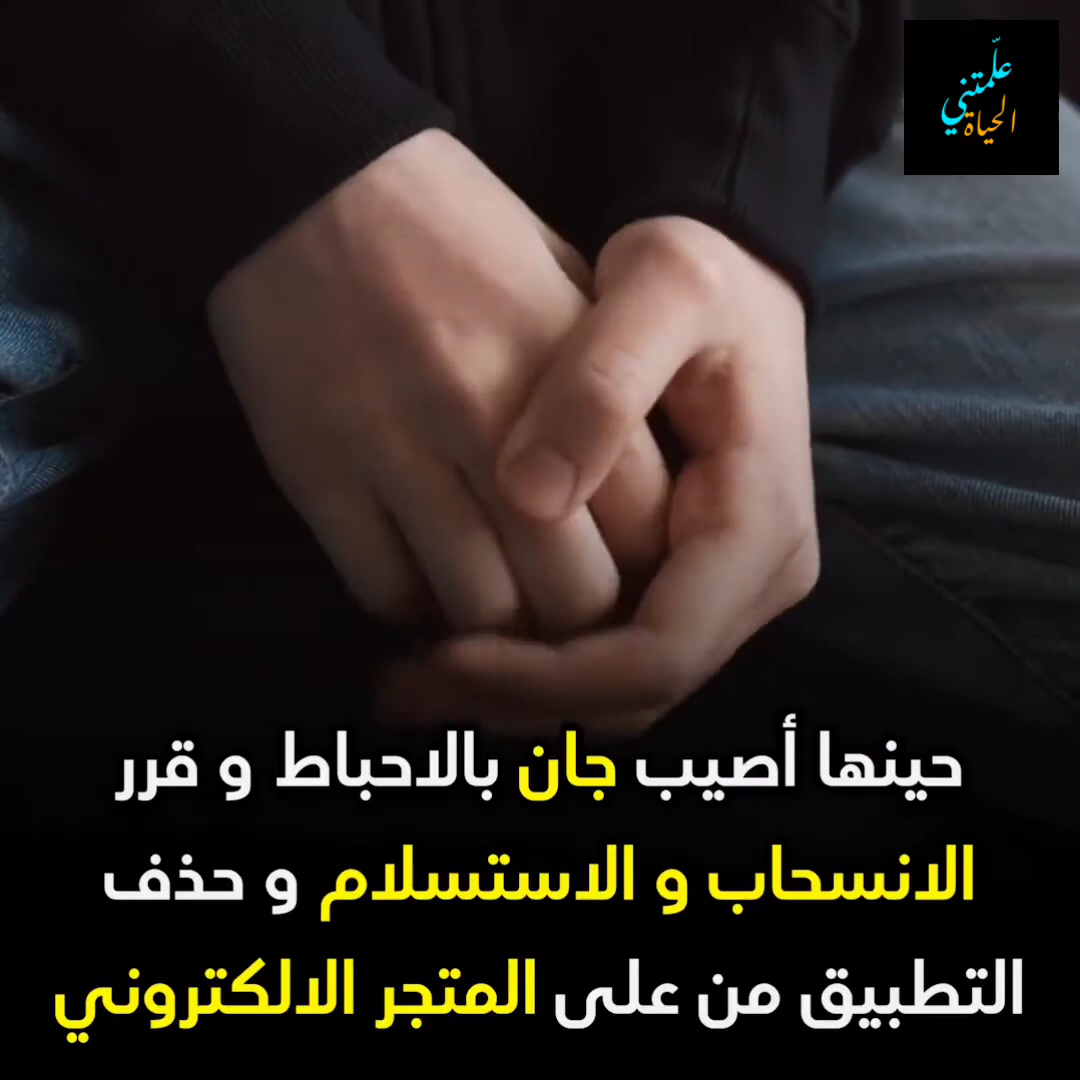 علّمتني
الحياة
حينها أصيب جان بالاحباط و قرر
الانسحاب و الاستسلام و حذف
التطبيق من على المتجر الالكتروني